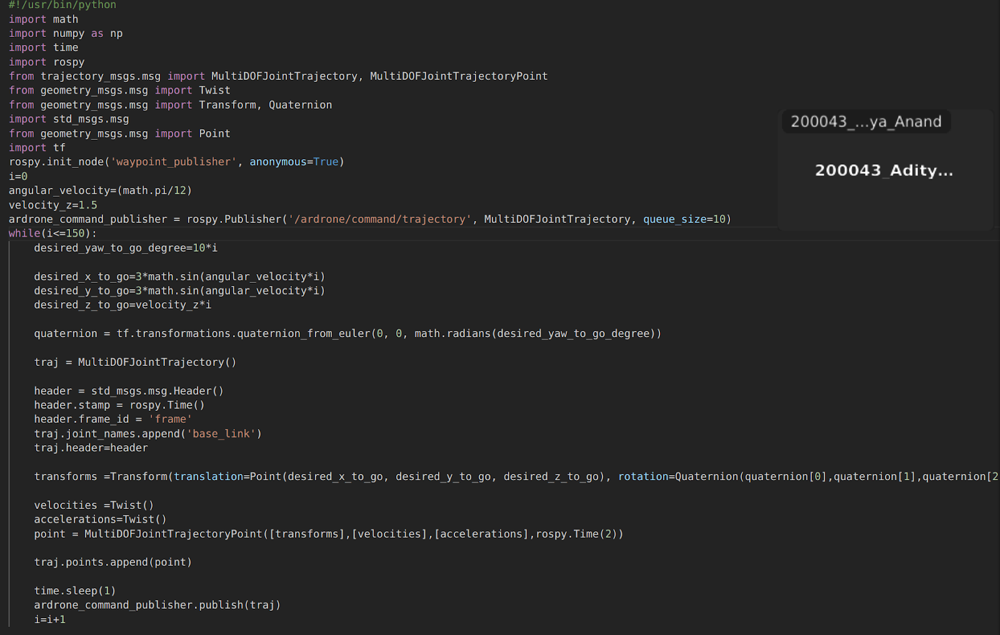 #!/usr/bin/python
import math
import numpy as np
import time
import rospy
from trajectory_msgs.msg import MultiDOFJointTrajectory, MultiDOFJointTrajectoryPoint
from geometry_msgs.msg import Twist
from geometry_msgs.msg import Transform, Quaternion
import std_msgs.msg
from geometry_msgs.msg import Point
import tf
rospy.init_node('waypoint_publisher', anonymous=True)
i=0
angular_velocity=(math.pi/12)
velocity_z=1.5
ardrone_command_publisher = rospy.Publisher('/ardrone/command/trajectory', MultiDOFJointTrajectory, queue_size=10)
while(i<=150):
    desired_yaw_to_go_degree=10*i
    desired_x_to_go=3*math.sin(angular_velocity*i)
    desired_y_to_go=3*math.sin(angular_velocity*i)
    desired_z_to_go=velocity_z*i
    quaternion = tf.transformations.quaternion_from_euler(0, 0, math.radians(desired_yaw_to_go_degree))
    traj = MultiDOFJointTrajectory()
    header = std_msgs.msg.Header()
    header.stamp = rospy.Time()
    header.frame_id = 'frame'
    traj.joint_names.append('base_link')
    traj.header=header
    transforms =Transform(translation=Point(desired_x_to_go, desired_y_to_go, desired_z_to_go), rotation=Quaternion(quaternion[0],quaternion[1],quaternion[2
    velocities =Twist()
    accelerations=Twist()
    point = MultiDOFJointTrajectoryPoint([transforms],[velocities],[accelerations],rospy.Time(2))
    traj.points.append(point)
    time.sleep(1)
    ardrone_command_publisher.publish(traj)
    i=i+1
200043_...ya_Anand
200043_Adity...